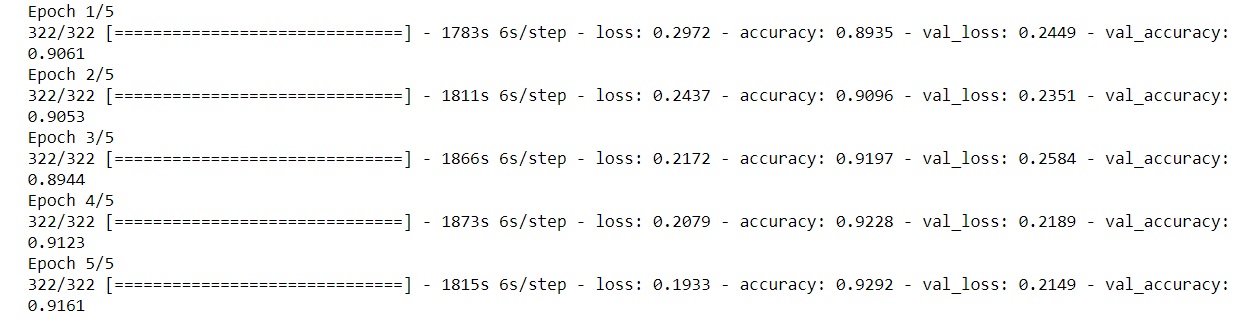 Epoch 1/5
322/322 [==============================] - 1783s 6s/step - loss: 0.2972 - accuracy: 0.8935 - val_loss: 0.2449 - val_accuracy:
0.9061
Epoch 2/5
322/322 [==============================] - 1811s 6s/step - loss: 0.2437 - accuracy: 0.9096 - val_loss: 0.2351 - val_accuracy:
0.9053
Epoch 3/5
322/322 [==============================] - 1866s 6s/step - loss: 0.2172 - accuracy: 0.9197 - val_loss: 0.2584 - val_accuracy:
0.8944
Epoch 4/5
322/322 [==============================] - 1873s 6s/step - loss: 0.2079 - accuracy: 0.9228 - val_loss: 0.2189 - val_accuracy:
0.9123
Epoch 5/5
322/322 [==============================] - 1815s 6s/step - loss: 0.1933 - accuracy: 0.9292 - val_loss: 0.2149 - val_accuracy:
0.9161